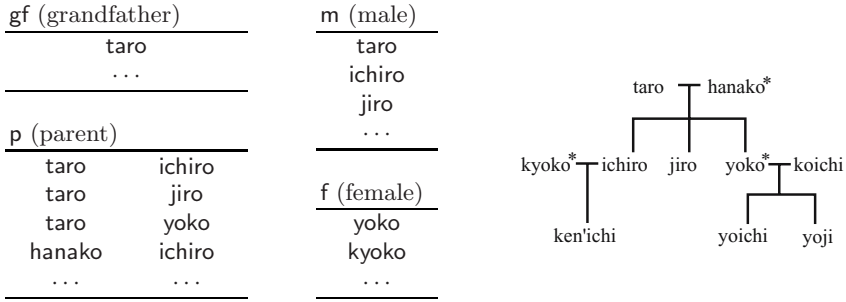 gf (grandfather)
taro
...
p (parent)
taro ichiro
taro jiro
taro yoko
hanako ichiro
... ...
m (male)
taro
ichiro
jiro
...
f (female)
yoko
kyoko
...
taro hanako*
kyoko* ichiro jiro yoko* koichi
ken'ichi yoichi yoji